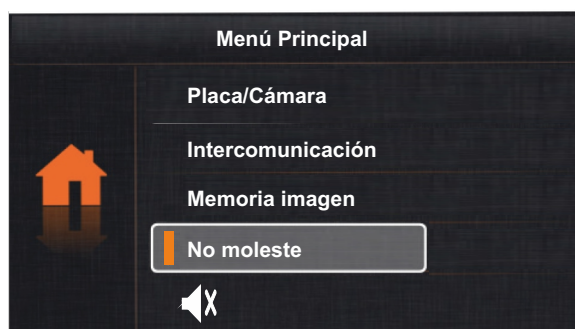 Menú Principal
Placa/Cámara
Intercomunicación
Memoria imagen
No moleste